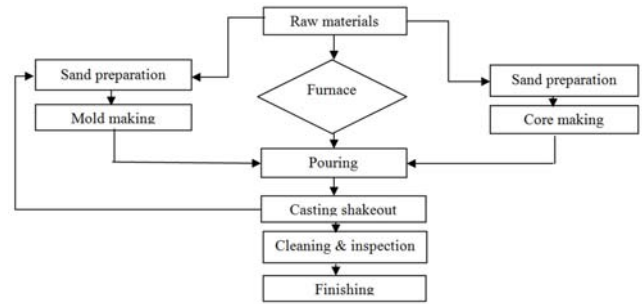 Raw materials
Sand preparation
Furnace
Sand preparation
Mold making
Core making
Pouring
Casting shakeout
Cleaning & inspection
Finishing